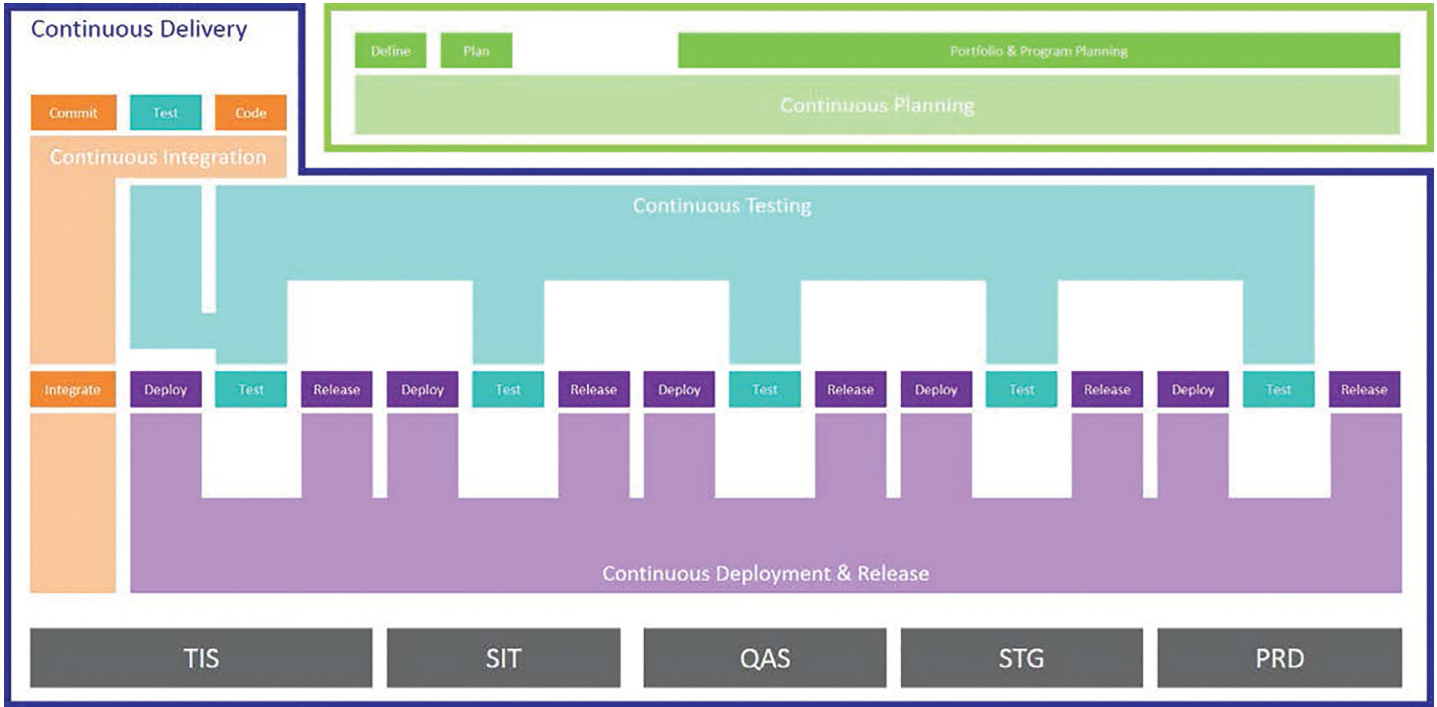 Continuous Delivery
Define Plan Portfolio & Program Planning
Continuous Planning
Commit Test Code
Continuous Integration
Continuous Testing
Integrate Deploy Test Release Deploy Test Release Deploy Test Release Deploy Test Release Deploy Test Release
Continuous Deployment & Release
TIS SIT QAS STG PRD